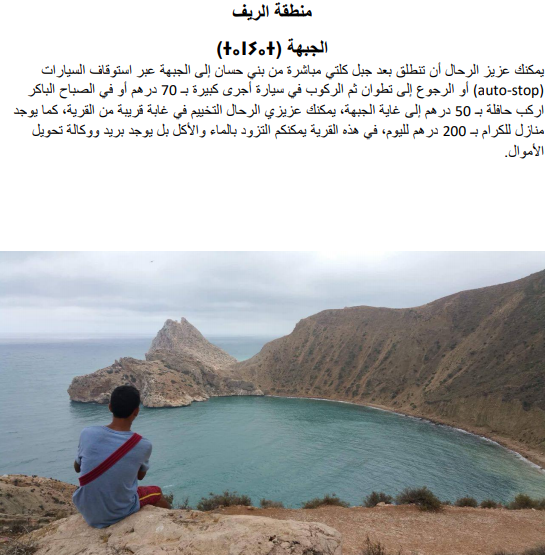 منطقة الريف
الجبهة (ⵜⴰⵏⵢⴰⵜ)
يمكنك عزيز الرحال أن تنطلق بعد جبل كلتي مباشرة من بني حسان إلى الجبهة عبر استوقاف السيارات
(auto-stop) أو الرجوع إلى تطوان ثم الركوب في سيارة أجرى كبيرة بـ 70 درهم أو في الصباح الباكر
اركب حافلة بـ 50 درهم إلى غاية الجبهة، يمكنك عزيزي الرحال التخييم في غابة قريبة من القرية، كما يوجد
منازل للكرام بـ 200 درهم لليوم، في هذه القرية يمكنكم التزود بالماء والأكل بل يوجد بريد ووكالة تحويل
الأموال.